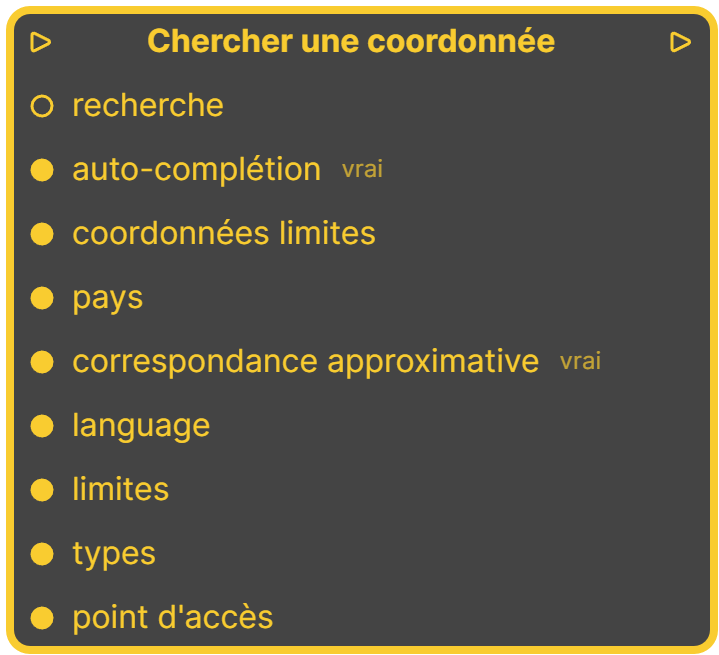 Chercher une coordonnée
recherche
auto-complétion vrai
coordonnées limites
pays
correspondance approximative vrai
language
limites
types
point d'accès